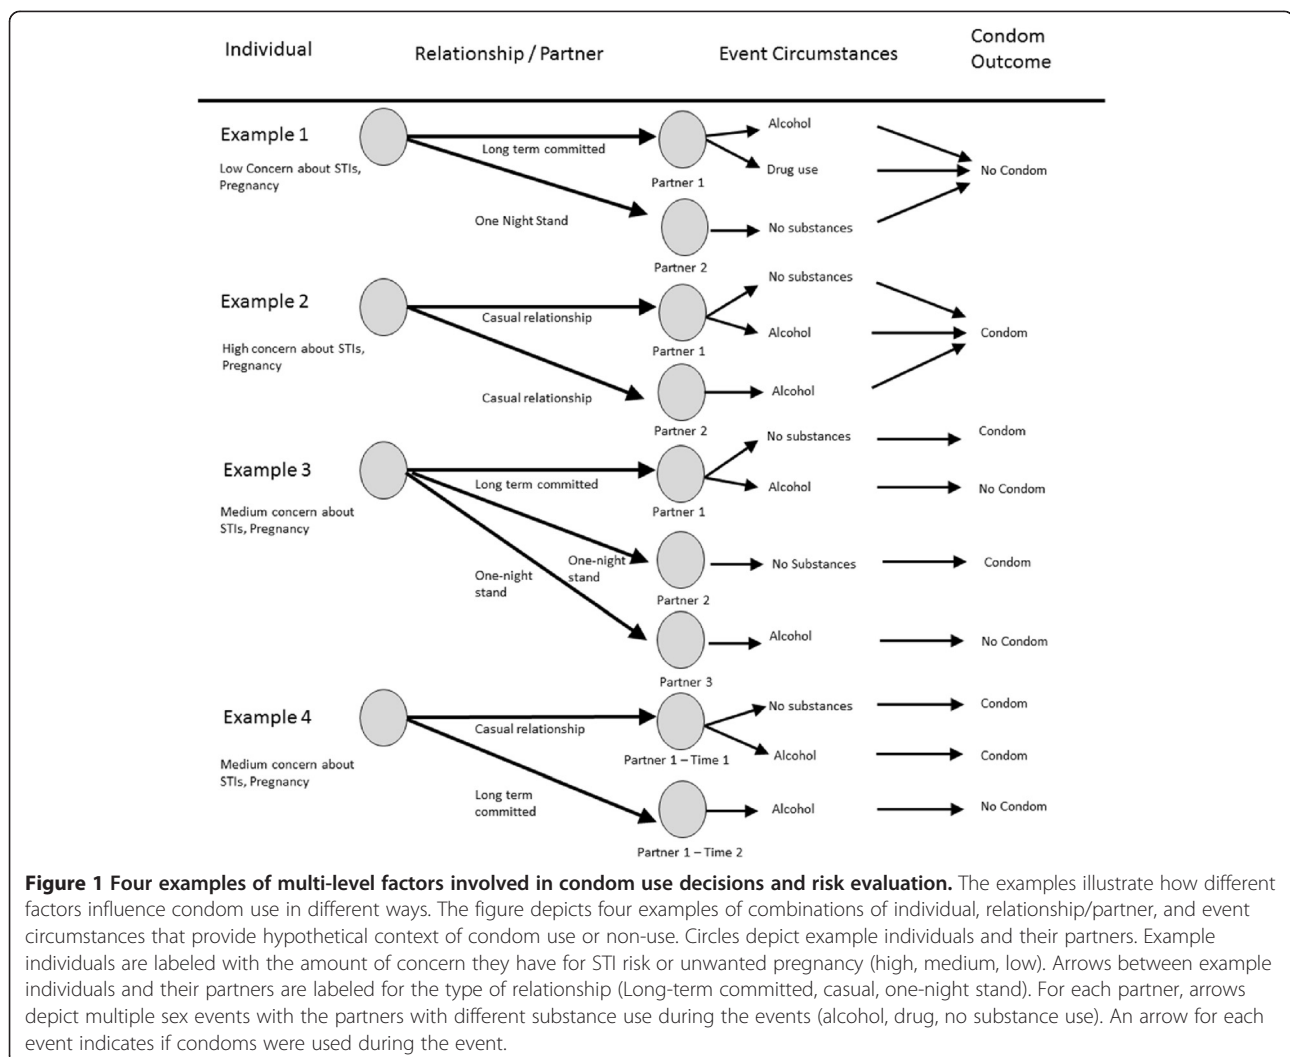 Individual
Relationship / Partner
Event Circumstances
Condom
Outcome
Example 1
Low Concern about STIs,
Pregnancy
Long term committed
One Night Stand
Partner 1
Partner 2
Alcohol
Drug use
No substances
No Condom
Example 2
High concern about STIs,
Pregnancy
Casual relationship
Casual relationship
Partner 1
Partner 2
No substances
Alcohol
Alcohol
Condom
Example 3
Medium concern about
STIs, Pregnancy
Long term committed
One-night
stand
One-night
stand
Partner 1
Partner 2
Partner 3
No substances
Alcohol
No Substances
Alcohol
Condom
No Condom
Condom
No Condom
Example 4
Medium concern about
STIs, Pregnancy
Casual relationship
Long term
committed
Partner 1 – Time 1
Partner 1 – Time 2
No substances
Alcohol
Alcohol
Condom
Condom
No Condom
Figure 1 Four examples of multi-level factors involved in condom use decisions and risk evaluation. The examples illustrate how different
factors influence condom use in different ways. The figure depicts four examples of combinations of individual, relationship/partner, and event
circumstances that provide hypothetical context of condom use or non-use. Circles depict example individuals and their partners. Example
individuals are labeled with the amount of concern they have for STI risk or unwanted pregnancy (high, medium, low). Arrows between example
individuals and their partners are labeled for the type of relationship (Long-term committed, casual, one-night stand). For each partner, arrows
depict multiple sex events with the partners with different substance use during the events (alcohol, drug, no substance use). An arrow for each
event indicates if condoms were used during the event.